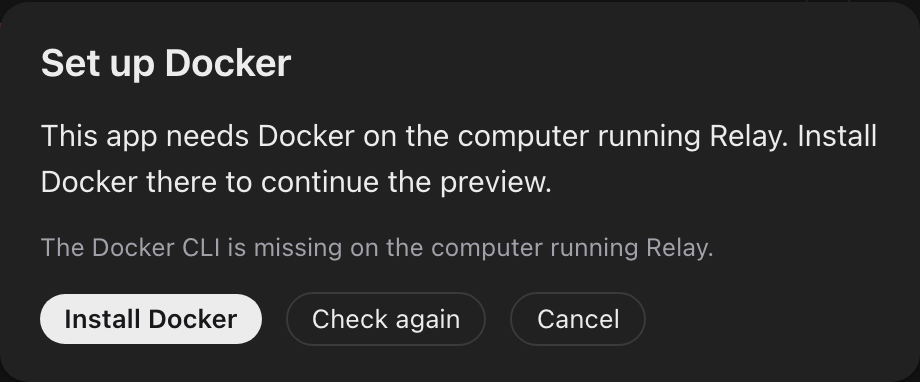 Set up Docker
This app needs Docker on the computer running Relay. Install
Docker there to continue the preview.
The Docker CLI is missing on the computer running Relay.
Install Docker
Check again
Cancel